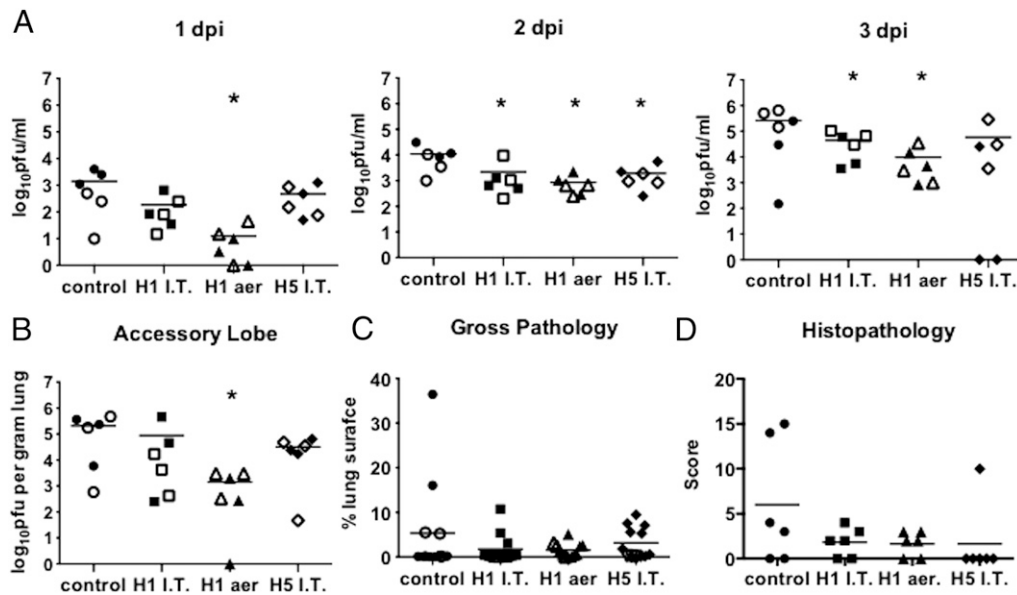 A
1 dpi
2 dpi
3 dpi
*
*
*
*
*
*
log10pfu/ml
7
6
5
4
3
2
1
0
control H1 I.T. H1 aer H5 I.T.
log10pfu/ml
7
6
5
4
3
2
1
0
control H1 I.T. H1 aer H5 I.T.
log10pfu/ml
7
6
5
4
3
2
1
0
control H1 I.T. H1 aer H5 I.T.
B
Accessory Lobe
*
log10pfu per gram lung
7
6
5
4
3
2
1
0
control H1 I.T. H1 aer H5 I.T.
C
Gross Pathology
% lung surafce
40
30
20
10
0
control H1 I.T. H1 aer H5 I.T.
D
Histopathology
Score
20
15
10
5
0
control H1 I.T. H1 aer. H5 I.T.